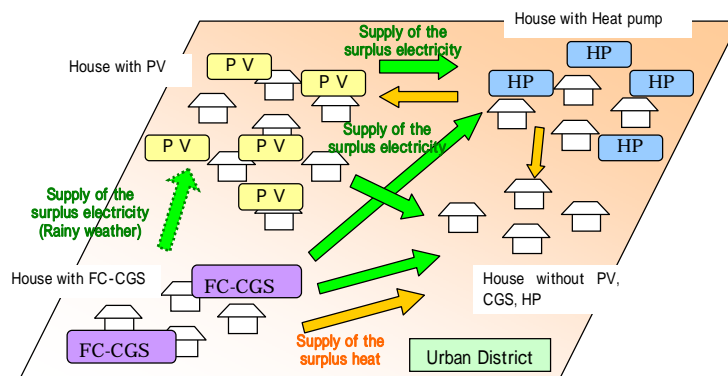 House with Heat pump
Supply of the
surplus electricity
House with PV
P V
P V
HP
HP
HP
Supply of the
surplus electricity
P V
P V
HP
P V
Supply of the
surplus electricity
(Rainy weather)
House with FC-CGS
FC-CGS
House without PV,
CGS, HP
FC-CGS
Supply of the
surplus heat
Urban District